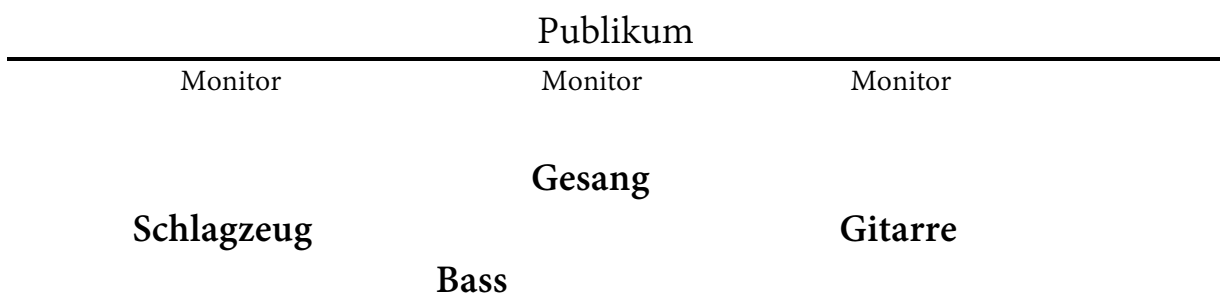 Publikum
Monitor Monitor Monitor
Gesang
Schlagzeug Gitarre
Bass